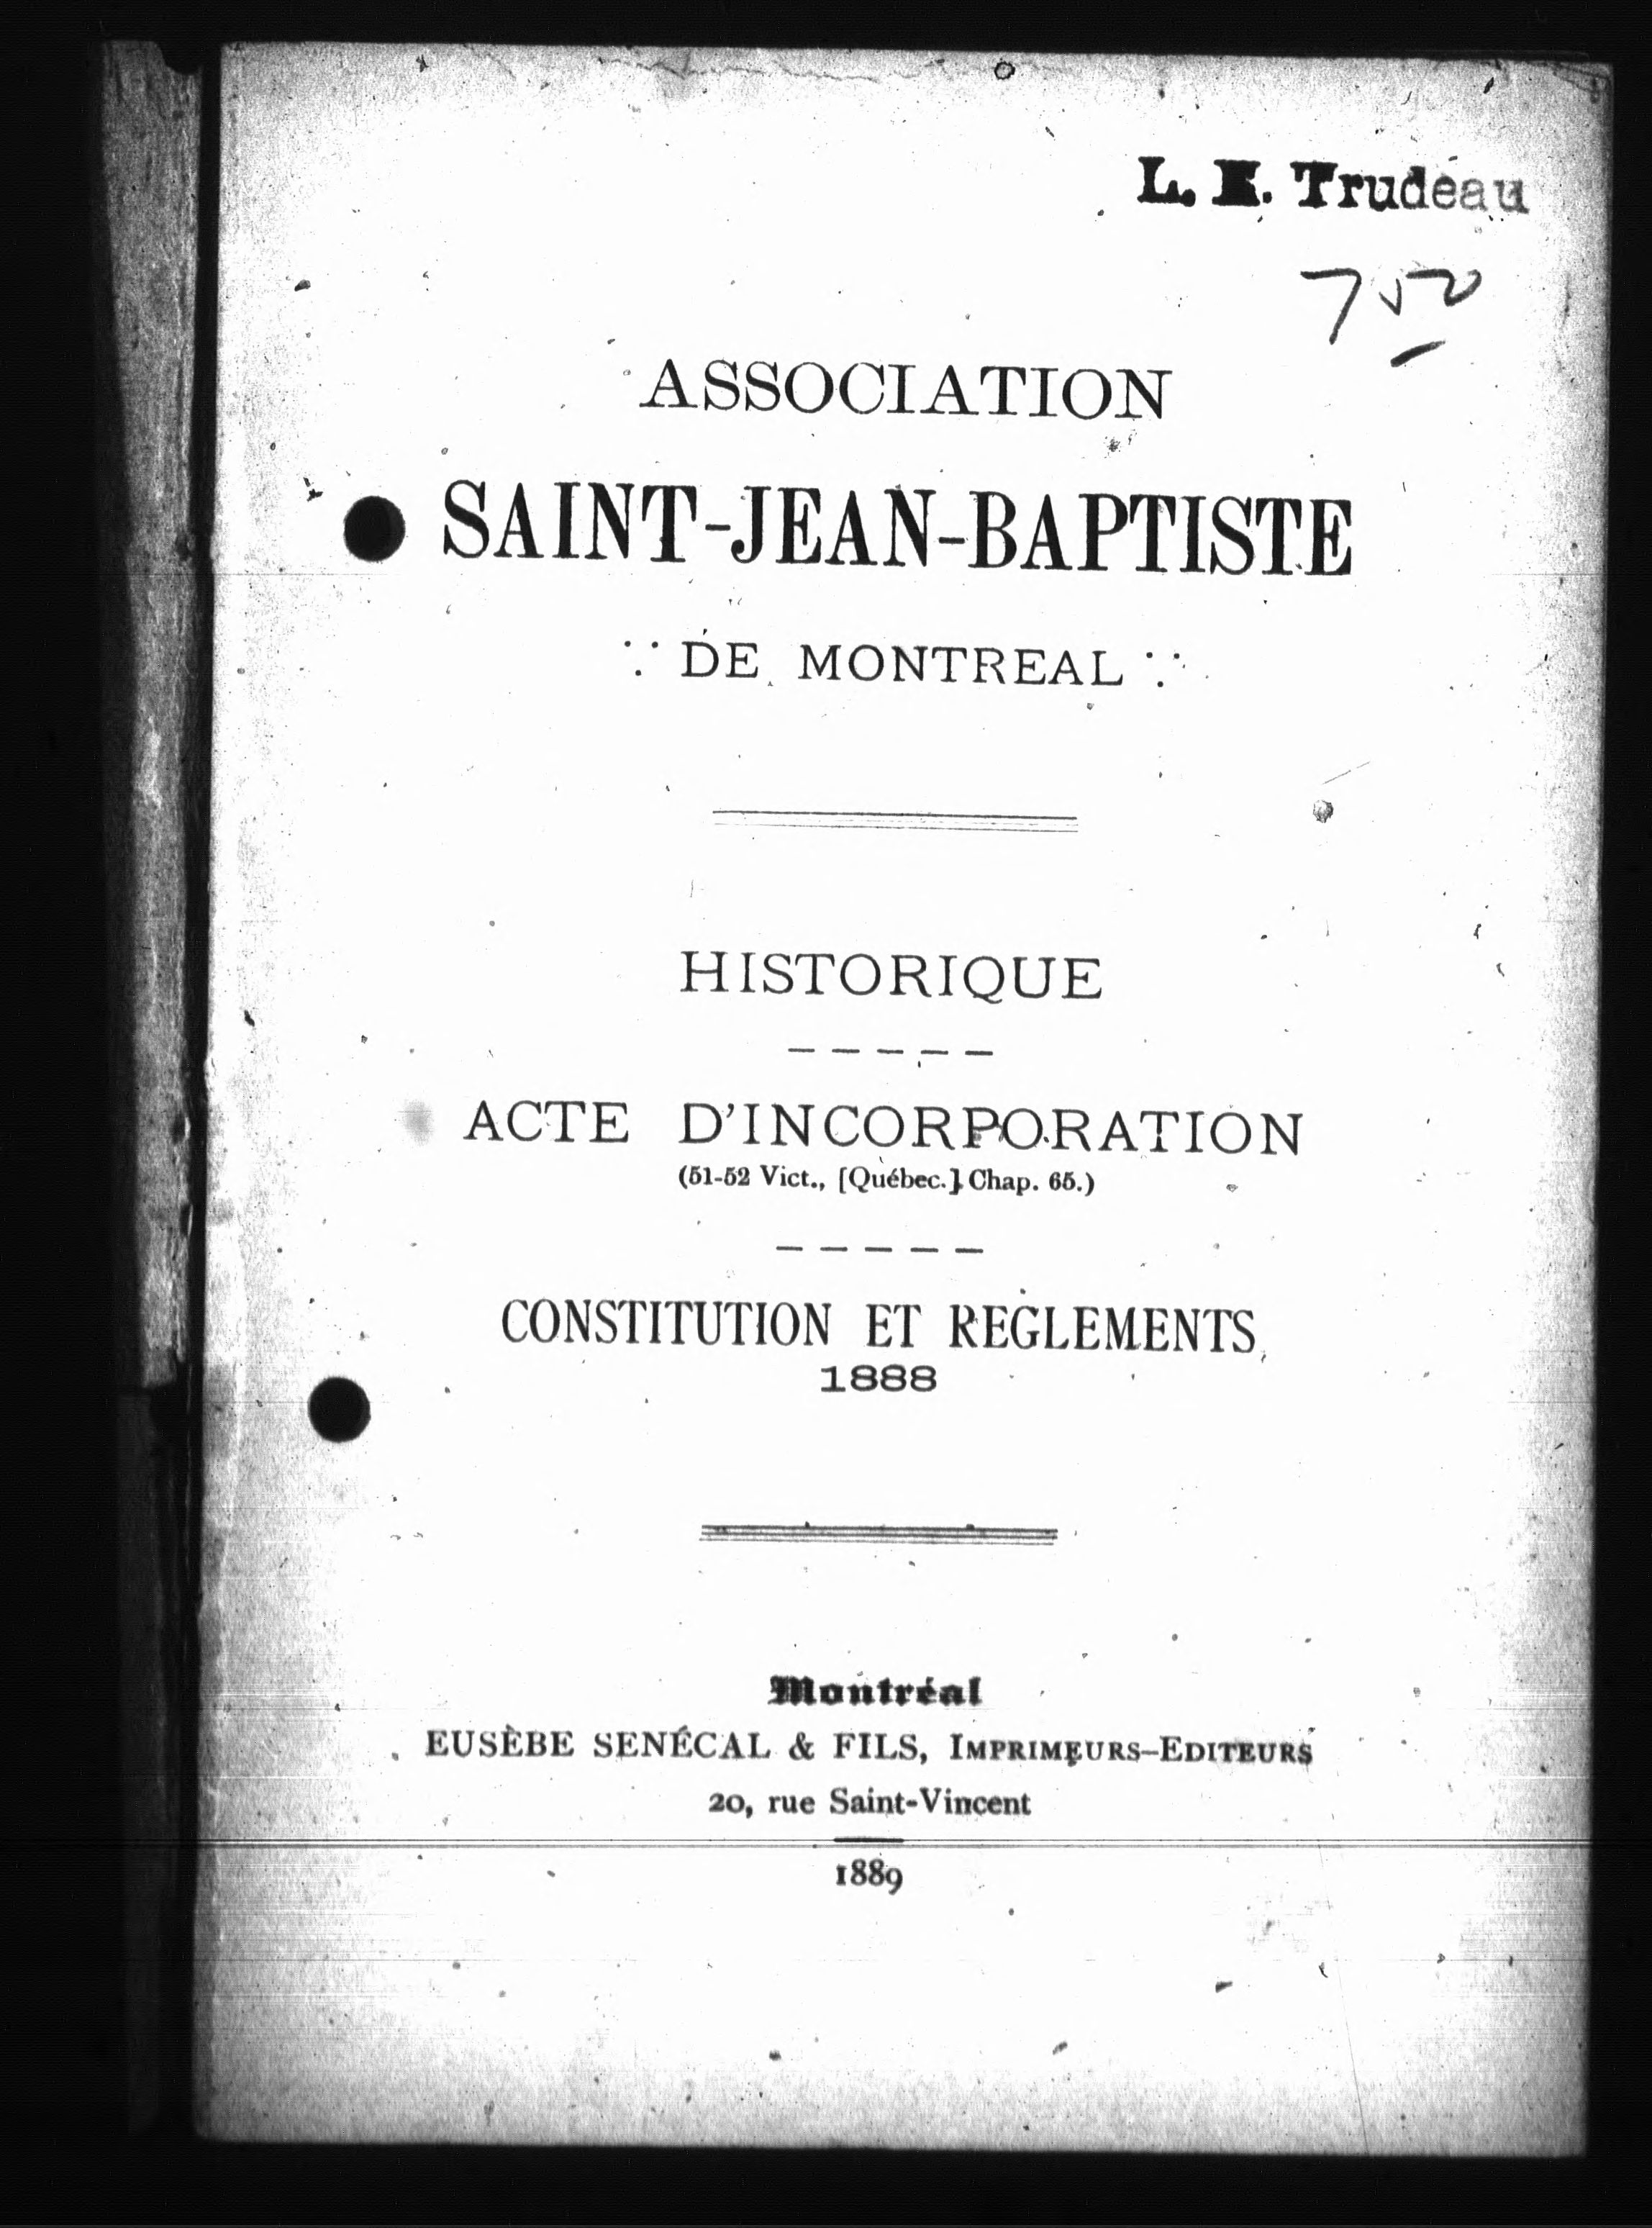 L. E. Trudeau
750
ASSOCIATION
SAINT-JEAN-BAPTISTE
DE MONTREAL
HISTORIQUE
ACTE D'INCORPORATION
(51-52 Vict., [Québec.] Chap. 65.)
CONSTITUTION ET REGLEMENTS
1888
Montréal
EUSÈBE SENÉCAL & FILS, IMPRIMEURS-EDITEURS
20, rue Saint-Vincent
1889